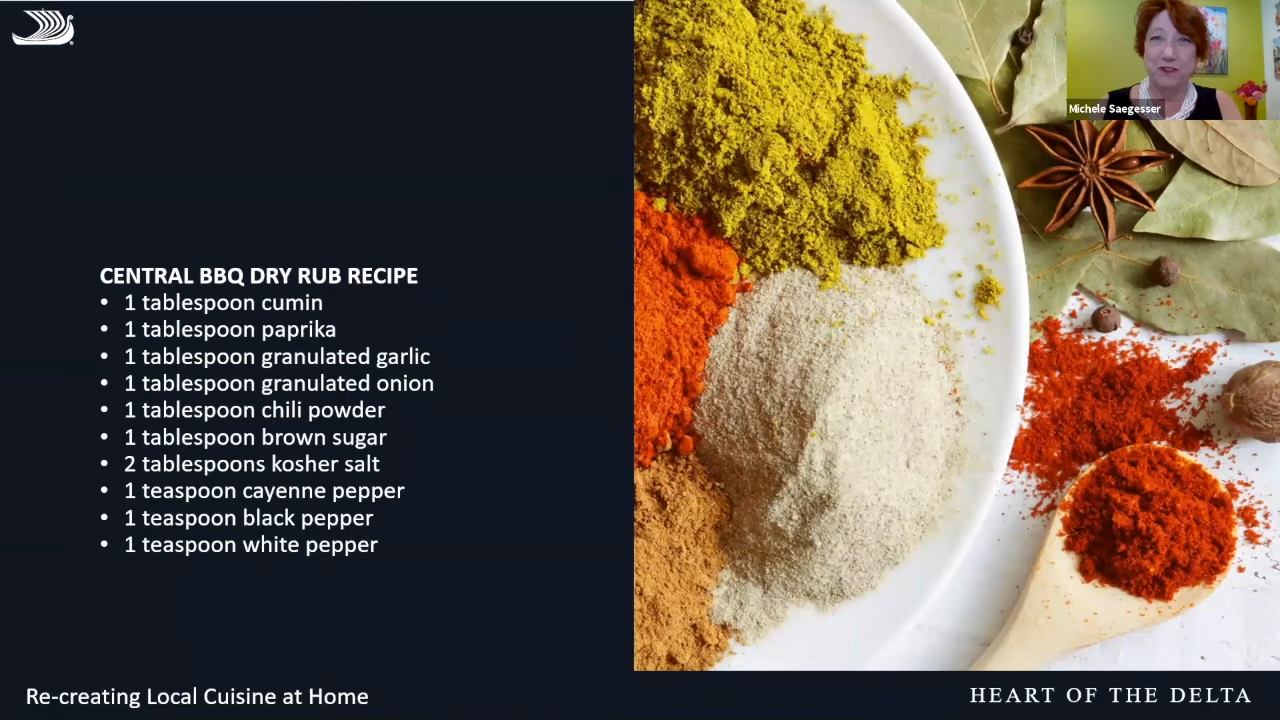 Michele Saegesser
CENTRAL BBQ DRY RUB RECIPE
• 1 tablespoon cumin
• 1 tablespoon paprika
• 1 tablespoon granulated garlic
• 1 tablespoon granulated onion
• 1 tablespoon chili powder
• 1 tablespoon brown sugar
• 2 tablespoons kosher salt
• 1 teaspoon cayenne pepper
• 1 teaspoon black pepper
• 1 teaspoon white pepper
Re-creating Local Cuisine at Home
HEART OF THE DELTA